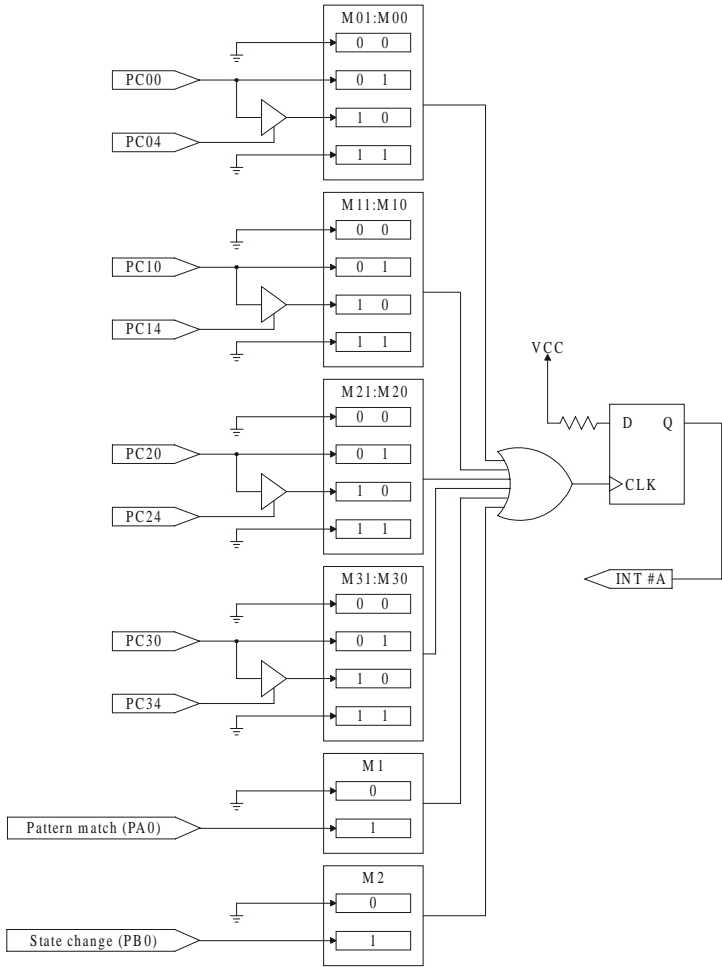 M01:M00
0 0
PC00
0 1
1 0
PC04
1 1
M11:M10
0 0
PC10
0 1
1 0
PC14
1 1
VCC
M21:M20
0 0
D Q
PC20
0 1
CLK
1 0
PC24
1 1
INT #A
M31:M30
0 0
PC30
0 1
1 0
PC34
1 1
M1
0
Pattern match (PA0)
1
M2
0
State change (PB0)
1